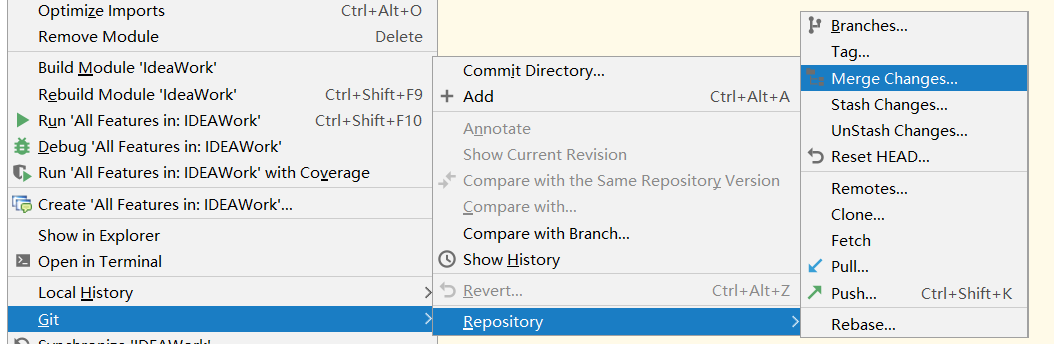 Optimize Imports Ctrl+Alt+O
Remove Module Delete
Build Module 'IdeaWork'
Rebuild Module 'IdeaWork' Ctrl+Shift+F9
Run 'All Features in: IDEAWork' Ctrl+Shift+F10
Debug 'All Features in: IDEAWork'
Run 'All Features in: IDEAWork' with Coverage
Create 'All Features in: IDEAWork'...
Show in Explorer
Open in Terminal
Local History
Git
Synchronize 'IDEAWork'
Commit Directory...
Add Ctrl+Alt+A
Annotate
Show Current Revision
Compare with the Same Repository Version
Compare with...
Compare with Branch...
Show History
Revert... Ctrl+Alt+Z
Repository
Branches...
Tag...
Merge Changes...
Stash Changes...
UnStash Changes...
Reset HEAD...
Remotes...
Clone...
Fetch
Pull...
Push... Ctrl+Shift+K
Rebase...